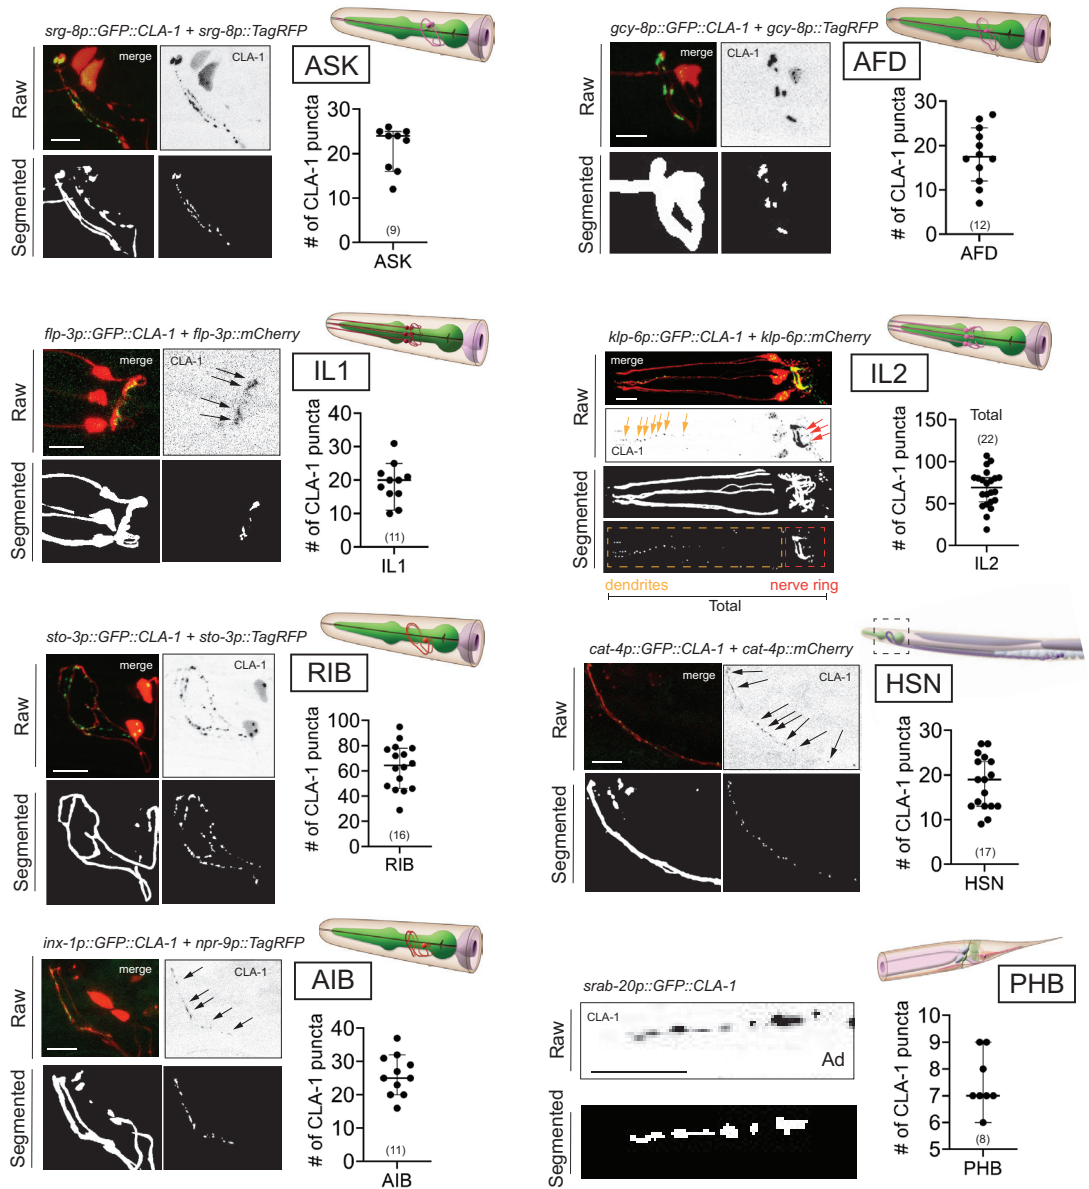 srg-8p::GFP::CLA-1 + srg-8p::TagRFP
Raw
merge
CLA-1
ASK
Segmented
# of CLA-1 puncta
30
20
10
0
(9)
ASK
gcy-8p::GFP::CLA-1 + gcy-8p::TagRFP
Raw
merge
CLA-1
AFD
Segmented
# of CLA-1 puncta
30
20
10
0
(12)
AFD
flp-3p::GFP::CLA-1 + flp-3p::mCherry
Raw
merge
CLA-1
IL1
Segmented
# of CLA-1 puncta
40
30
20
10
0
(11)
IL1
klp-6p::GFP::CLA-1 + klp-6p::mCherry
Raw
merge
CLA-1
IL2
Segmented
dendrites
nerve ring
Total
# of CLA-1 puncta
150
100
50
0
Total
(22)
IL2
sto-3p::GFP::CLA-1 + sto-3p::TagRFP
Raw
merge
CLA-1
RIB
Segmented
# of CLA-1 puncta
100
80
60
40
20
0
(16)
RIB
cat-4p::GFP::CLA-1 + cat-4p::mCherry
Raw
merge
CLA-1
HSN
Segmented
# of CLA-1 puncta
30
20
10
0
(17)
HSN
inx-1p::GFP::CLA-1 + npr-9p::TagRFP
Raw
merge
CLA-1
AIB
Segmented
# of CLA-1 puncta
40
30
20
10
0
(11)
AIB
srab-20p::GFP::CLA-1
Raw
CLA-1
Ad
PHB
Segmented
# of CLA-1 puncta
10
9
8
7
6
5
(8)
PHB